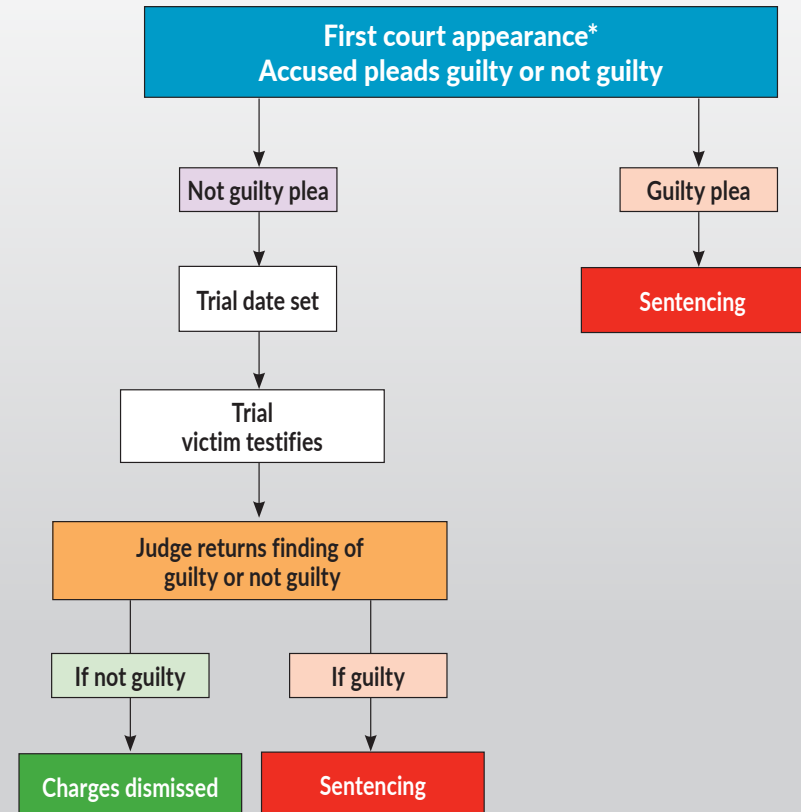 First court appearance*
Accused pleads guilty or not guilty
Not guilty plea
Guilty plea
Trial date set
Sentencing
Trial
victim testifies
Judge returns finding of
guilty or not guilty
If not guilty
If guilty
Charges dismissed
Sentencing